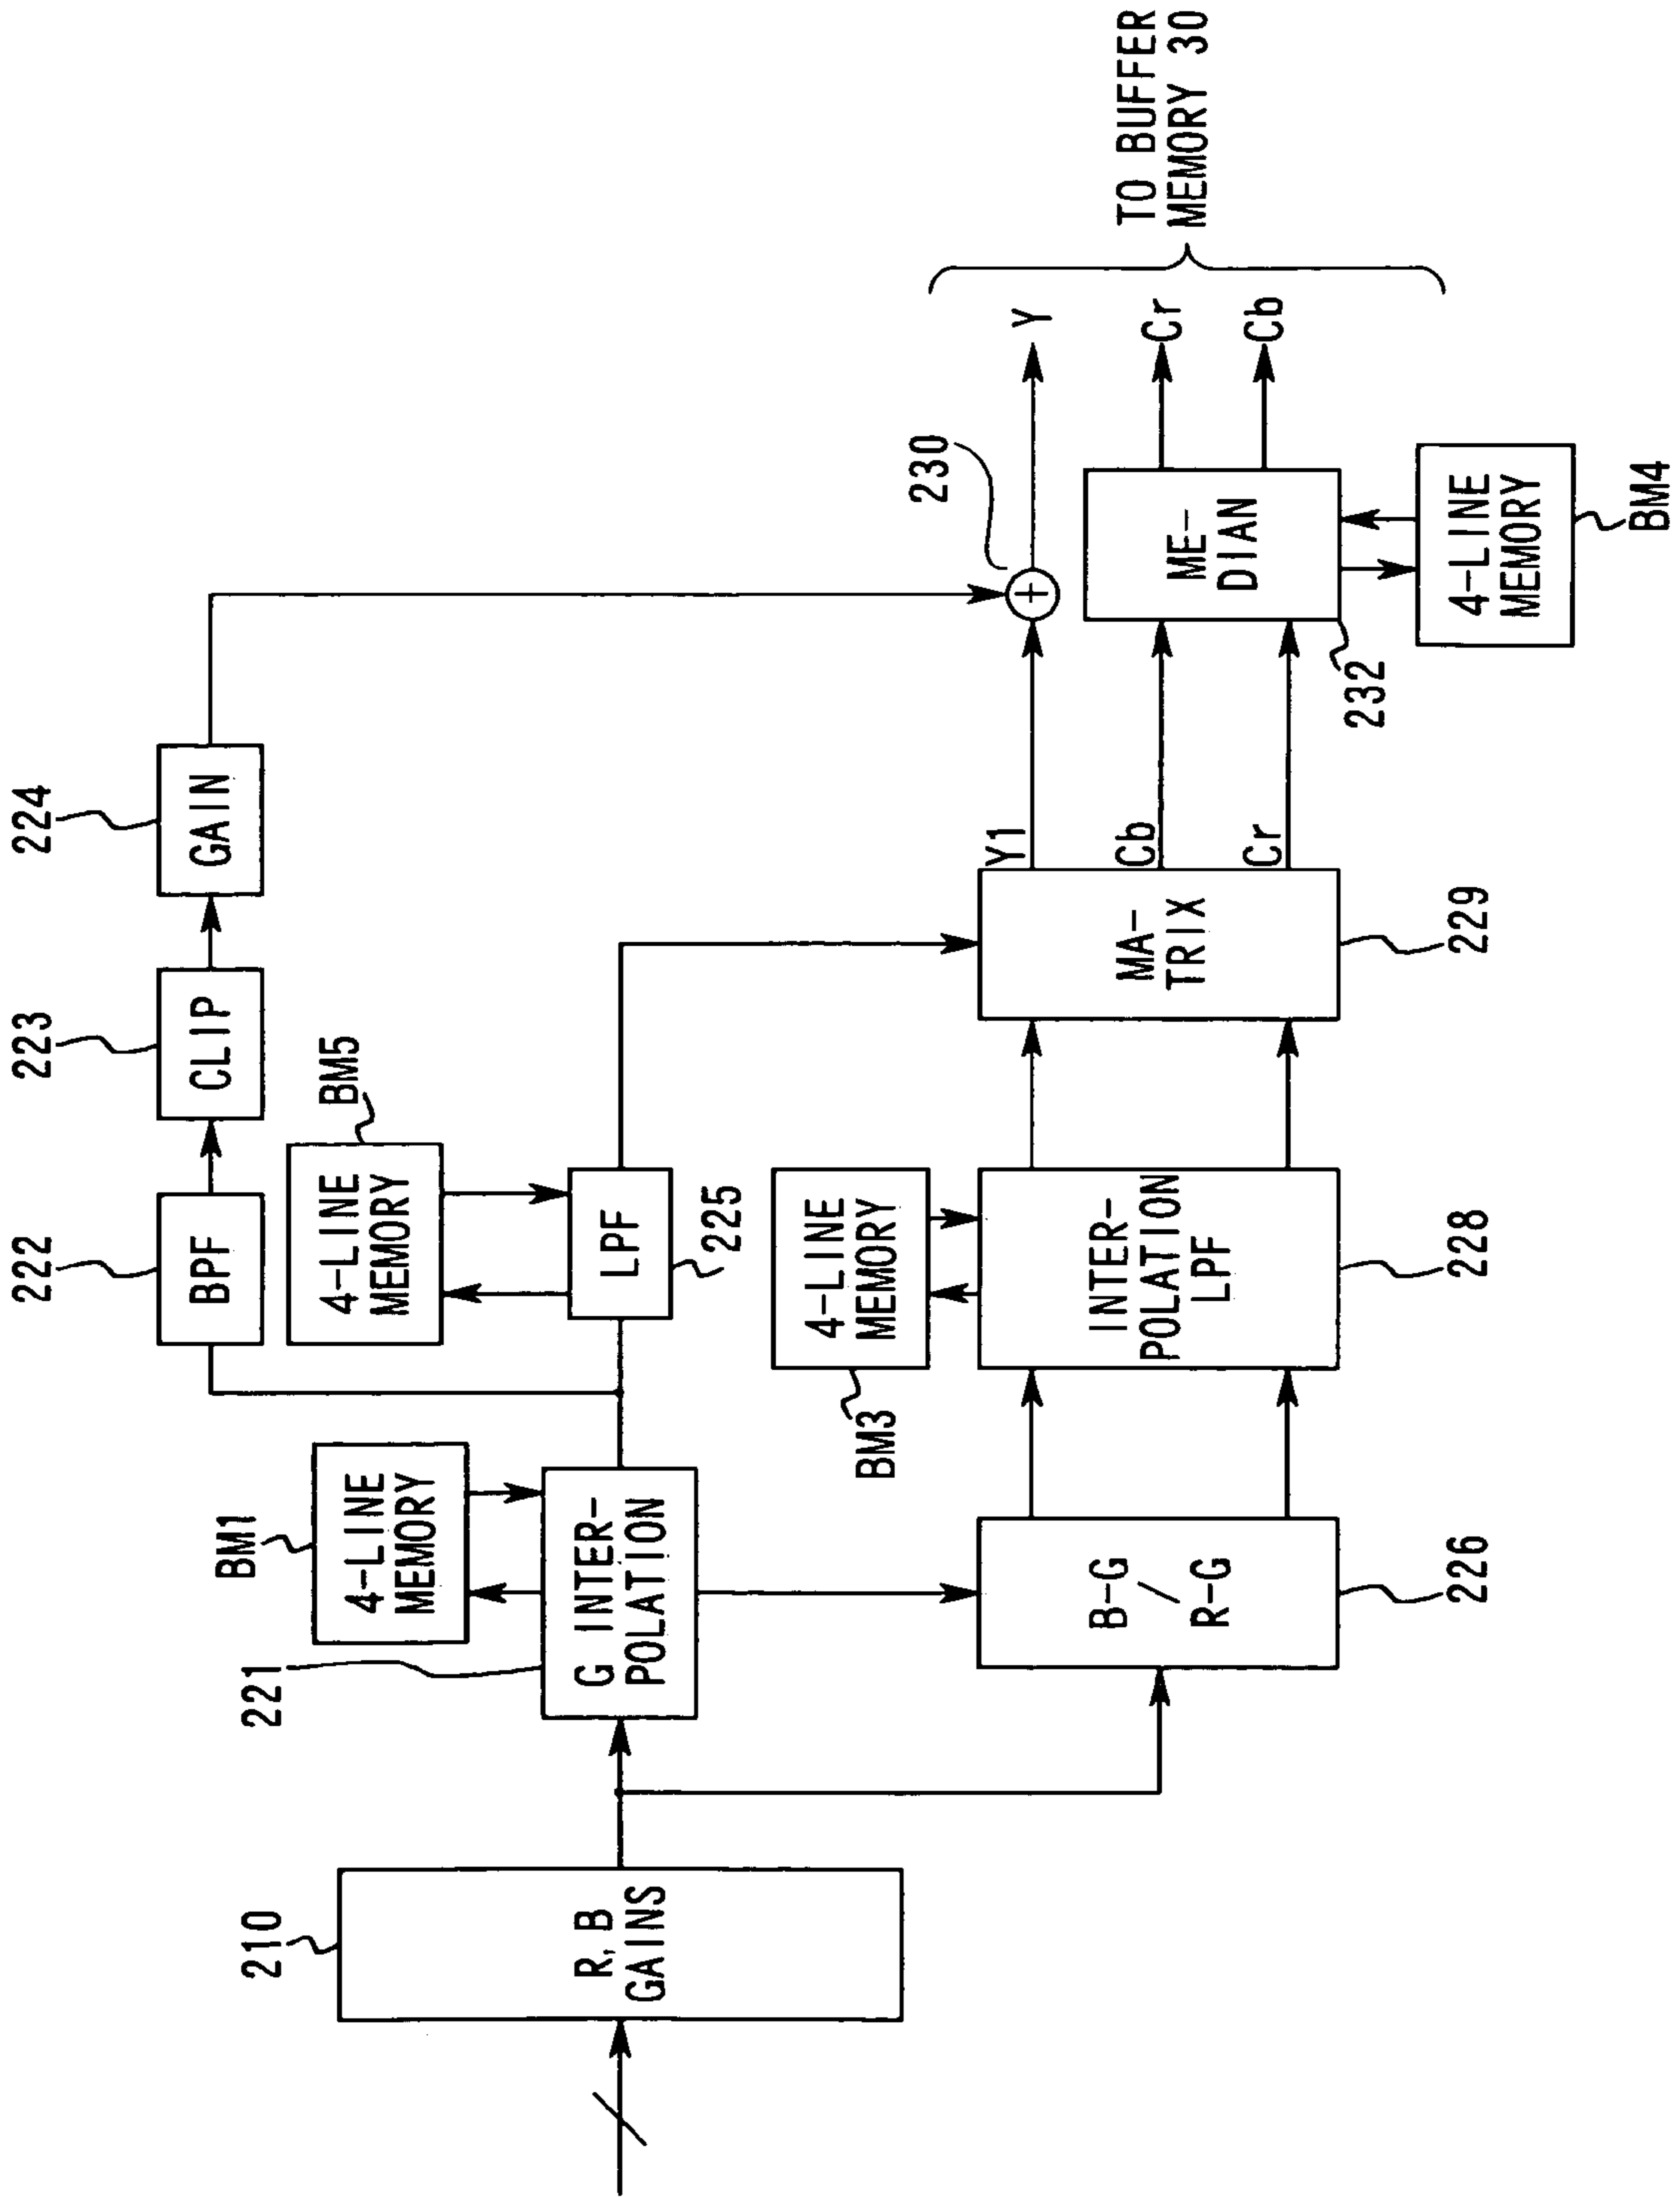 210
R,B
GAINS
BM1
4-LINE
MEMORY
221
G INTER-
POLATION
222
BPF
223
CLIP
224
GAIN
BM5
4-LINE
MEMORY
LPF
225
BM3
4-LINE
MEMORY
B-G
/
R-G
226
INTER-
POLATION
LPF
228
MA-
TRIX
229
Y1
Cb
Cr
230
+
Y
ME-
DIAN
232
Cr
Cb
4-LINE
MEMORY
BM4
TO BUFFER
MEMORY 30